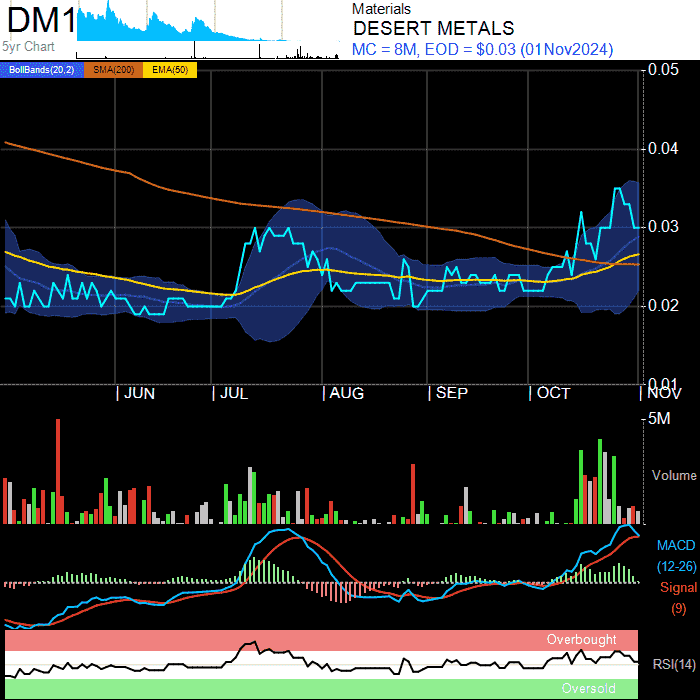 DM1
5yr Chart
Materials
DESERT METALS
MC = 8M, EOD = $0.03 (01Nov2024)
BollBands(20,2) SMA(200) EMA(50)
0.05
0.04
0.03
0.02
0.01
JUN JUL AUG SEP OCT NOV
5M
Volume
MACD
(12-26)
Signal
(9)
Overbought
RSI(14)
Oversold